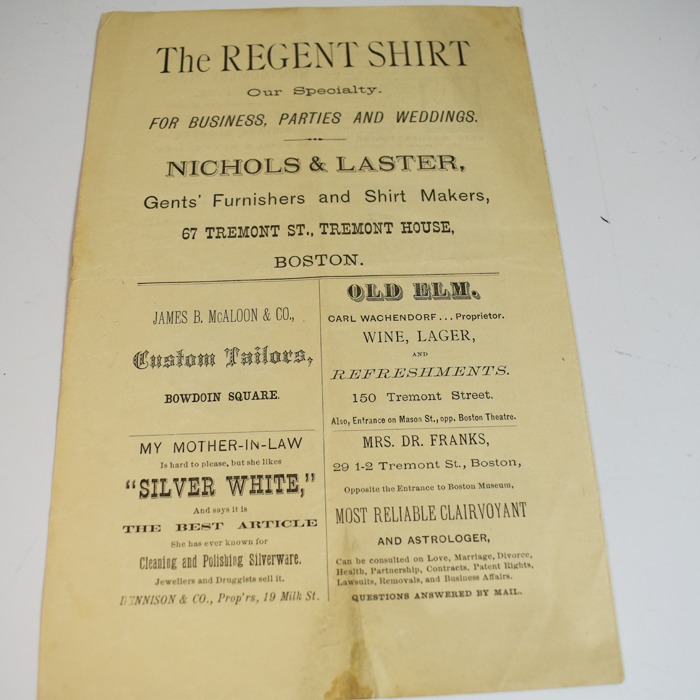 The REGENT SHIRT
Our Specialty.
FOR BUSINESS, PARTIES AND WEDDINGS.
NICHOLS & LASTER,
Gents' Furnishers and Shirt Makers,
67 TREMONT ST., TREMONT HOUSE,
BOSTON.
JAMES B. McALOON & CO.,
Custom Tailors,
BOWDOIN SQUARE.
MY MOTHER-IN-LAW
Is hard to please, but she likes
"SILVER WHITE,"
And says it is
THE BEST ARTICLE
She has ever known for
Cleaning and Polishing Silverware.
Jewellers and Druggists sell it.
DENNISON & CO., Prop'rs, 19 Milk St.
OLD ELM.
CARL WACHENDORF... Proprietor.
WINE, LAGER,
AND
REFRESHMENTS.
150 Tremont Street.
Also, Entrance on Mason St., opp. Boston Theatre.
MRS. DR. FRANKS,
29 1-2 Tremont St., Boston,
Opposite the Entrance to Boston Museum,
MOST RELIABLE CLAIRVOYANT
AND ASTROLOGER,
Can be consulted on Love, Marriage, Divorce,
Health, Partnership, Contracts, Patent Rights,
Lawsuits, Removals, and Business Affairs.
QUESTIONS ANSWERED BY MAIL.